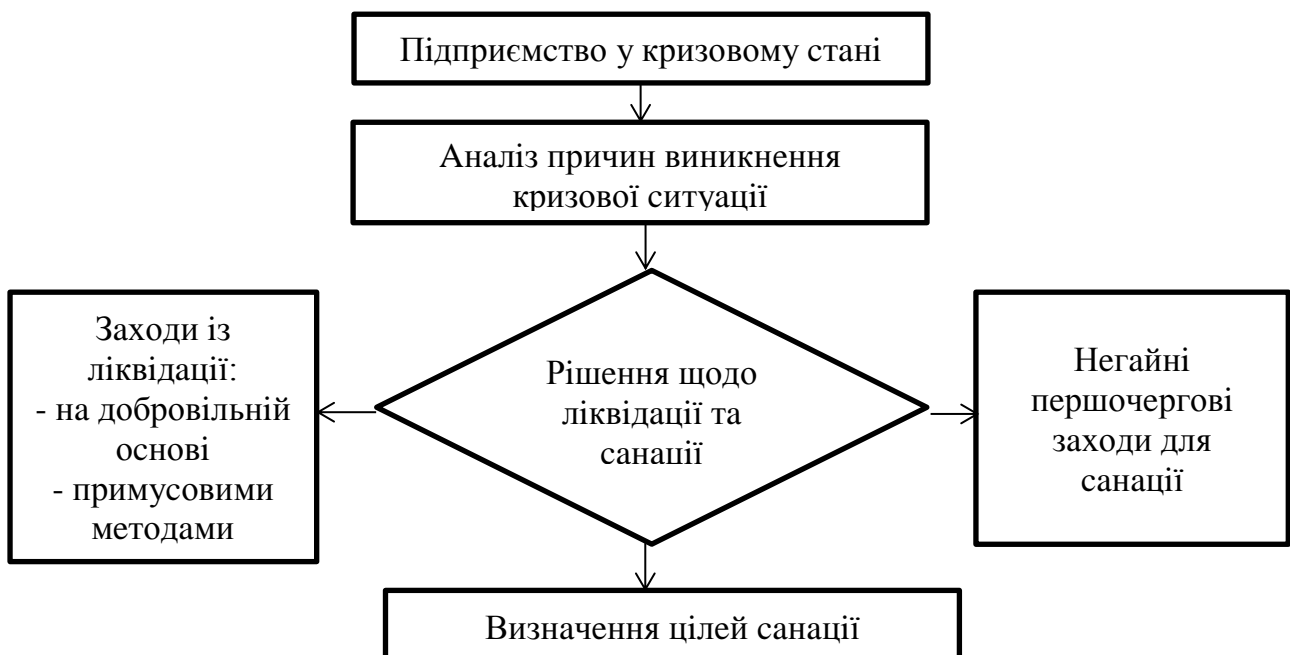 Підприємство у кризовому стані
Аналіз причин виникнення
кризової ситуації
Заходи із
ліквідації:
- на добровільній
основі
- примусовими
методами
Рішення щодо
ліквідації та
санації
Негайні
першочергові
заходи для
санації
Визначення цілей санації